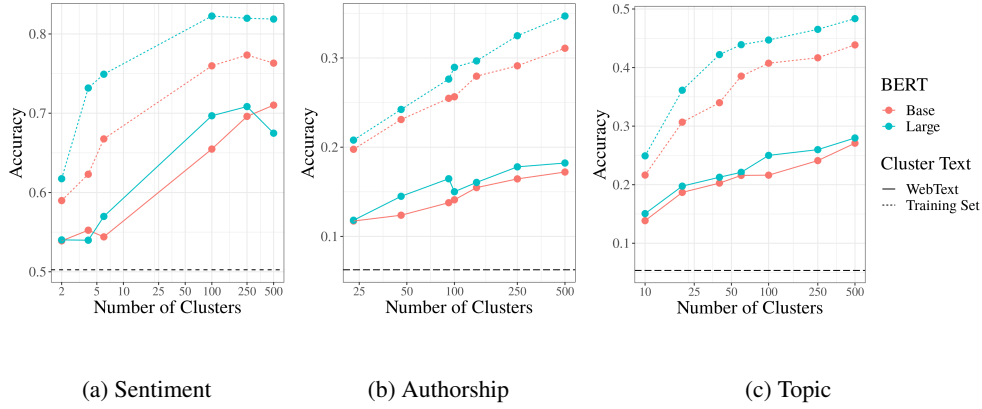 Accuracy
0.8
0.7
0.6
0.5
2 5 10 25 50 100 250 500
Number of Clusters
(a) Sentiment
Accuracy
0.3
0.2
0.1
25 50 100 250 500
Number of Clusters
(b) Authorship
Accuracy
0.5
0.4
0.3
0.2
0.1
10 25 50 100 250 500
Number of Clusters
(c) Topic
BERT
Base
Large
Cluster Text
WebText
Training Set